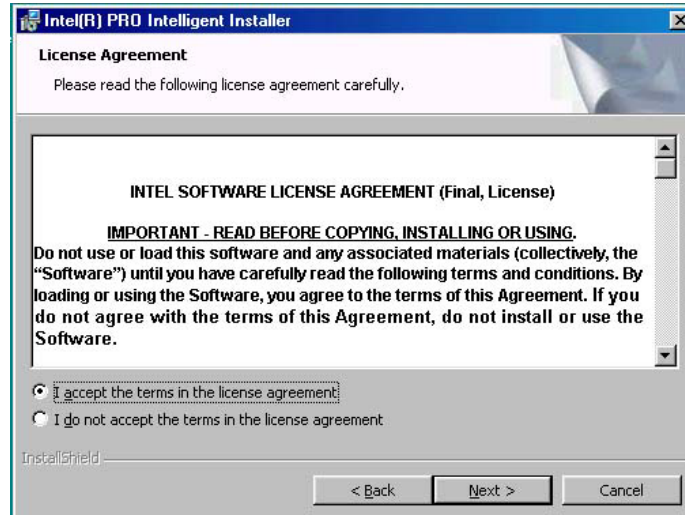 Intel(R) PRO Intelligent Installer
License Agreement
Please read the following license agreement carefully.
INTEL SOFTWARE LICENSE AGREEMENT (Final, License)
IMPORTANT - READ BEFORE COPYING, INSTALLING OR USING.
Do not use or load this software and any associated materials (collectively, the
“Software”) until you have carefully read the following terms and conditions. By
loading or using the Software, you agree to the terms of this Agreement. If you
do not agree with the terms of this Agreement, do not install or use the
Software.
I accept the terms in the license agreement
I do not accept the terms in the license agreement
InstallShield
< Back
Next >
Cancel